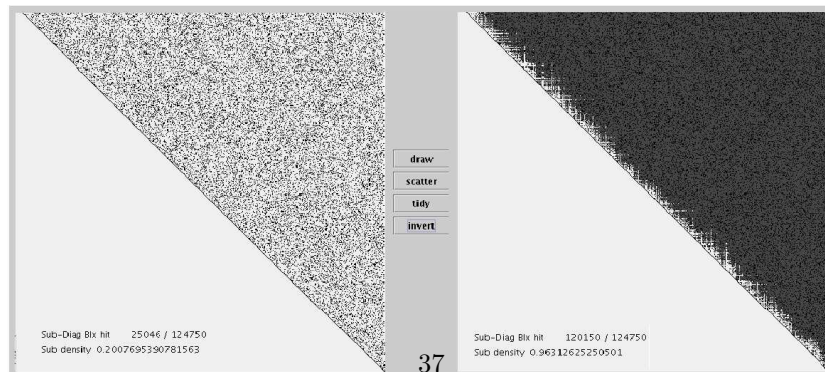 draw
scatter
tidy
invert
Sub-Diag Blx hit 25046 / 124750
Sub density 0.2007695390781563
37
Sub-Diag Blx hit 120150 / 124750
Sub density 0.96312625250501